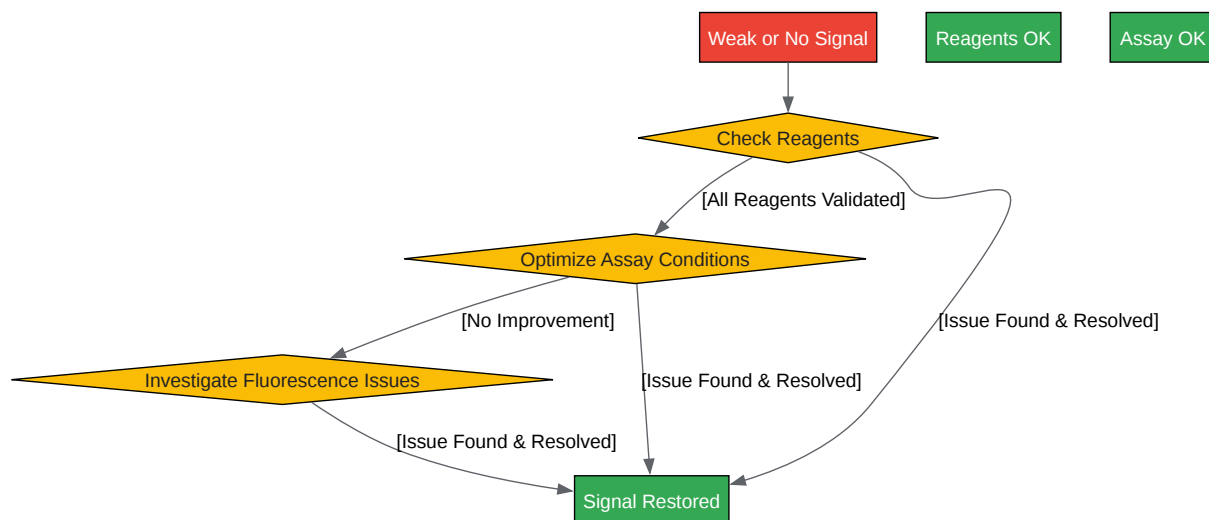 Weak or No Signal
Reagents OK
Assay OK
Check Reagents
[All Reagents Validated]
Optimize Assay Conditions
[No Improvement]
[Issue Found & Resolved]
Investigate Fluorescence Issues
[Issue Found & Resolved]
[Issue Found & Resolved]
Signal Restored